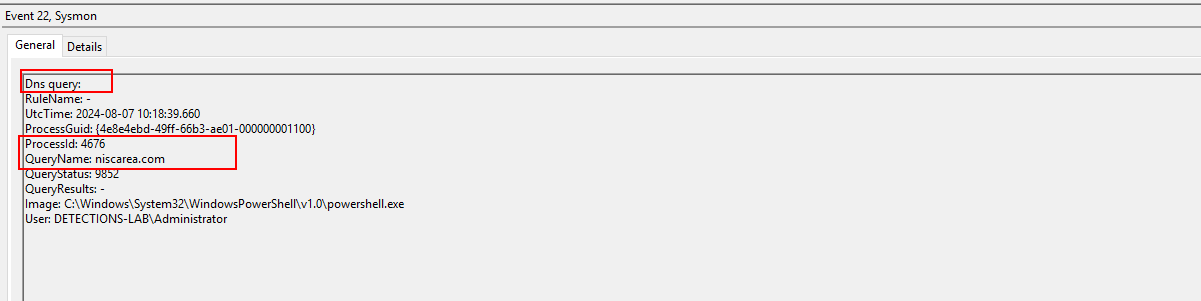 Event 22, Sysmon
General Details
Dns query:
RuleName: -
UtcTime: 2024-08-07 10:18:39.660
ProcessGuid: {4e8e4ebd-49ff-66b3-ae01-000000001100}
ProcessId: 4676
QueryName: niscarea.com
QueryStatus: 9852
QueryResults: -
Image: C:\Windows\System32\WindowsPowerShell\v1.0\powershell.exe
User: DETECTIONS-LAB\Administrator